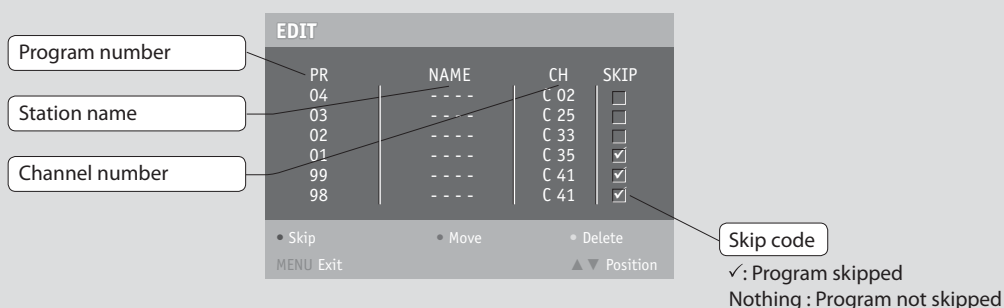 EDIT
Program number
Station name
Channel number
PR NAME CH SKIP
04 - - - - C 02
03 - - - - C 25
02 - - - - C 33
01 - - - - C 35 ✓
99 - - - - C 41 ✓
98 - - - - C 41 ✓
• Skip • Move • Delete
MENU Exit ▲ ▼ Position
Skip code
✓: Program skipped
Nothing : Program not skipped